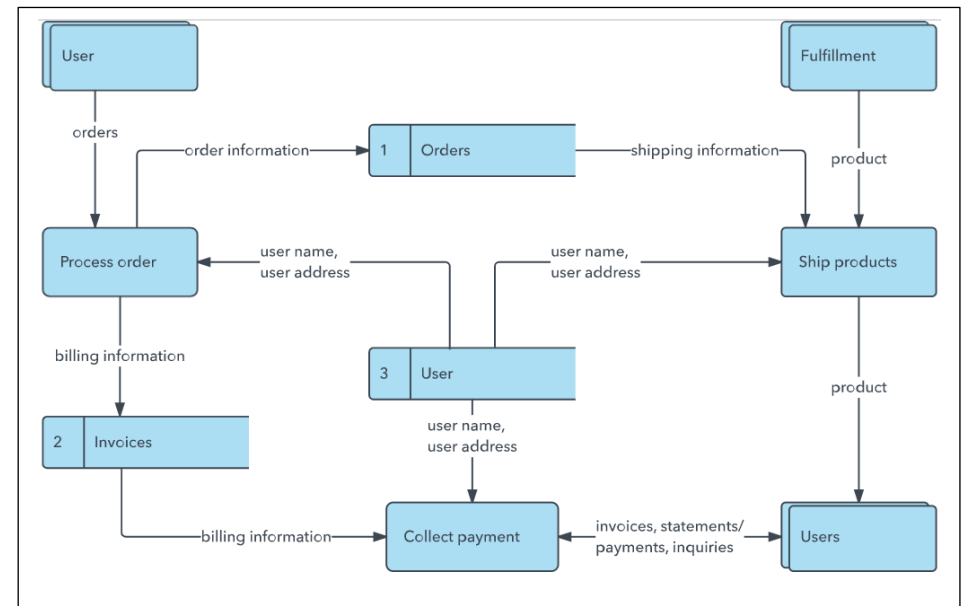 User
Fulfillment
orders
order information
1 Orders
shipping information
product
Process order
user name,
user address
user name,
user address
Ship products
billing information
3 User
product
2 Invoices
user name,
user address
billing information
Collect payment
invoices, statements/
payments, inquiries
Users